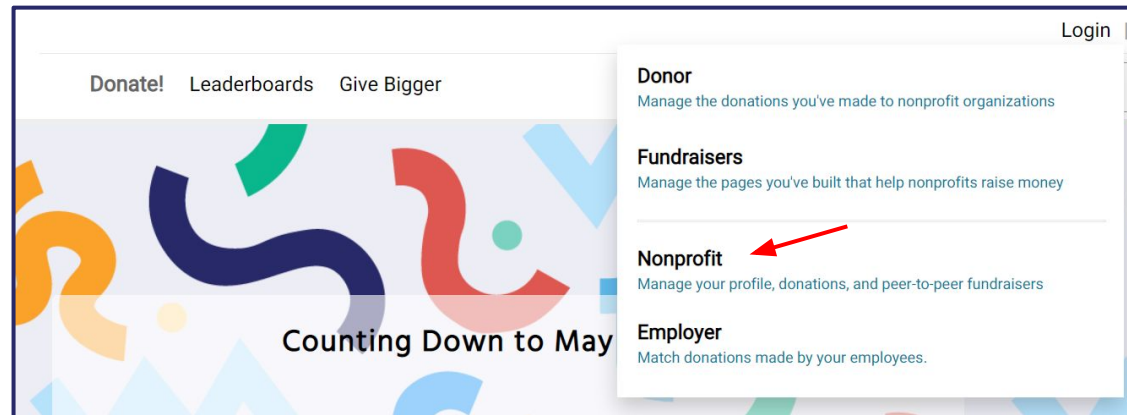 Login |
Donate! Leaderboards Give Bigger
Donor
Manage the donations you've made to nonprofit organizations
Fundraisers
Manage the pages you've built that help nonprofits raise money
Nonprofit
Manage your profile, donations, and peer-to-peer fundraisers
Employer
Match donations made by your employees.
Counting Down to May